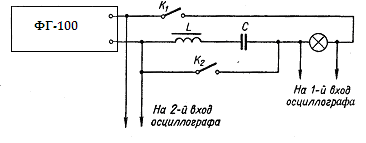 ФГ-100
K₁
L
C
K₂
На 2-й вход
осциллографа
На 1-й вход
осциллографа